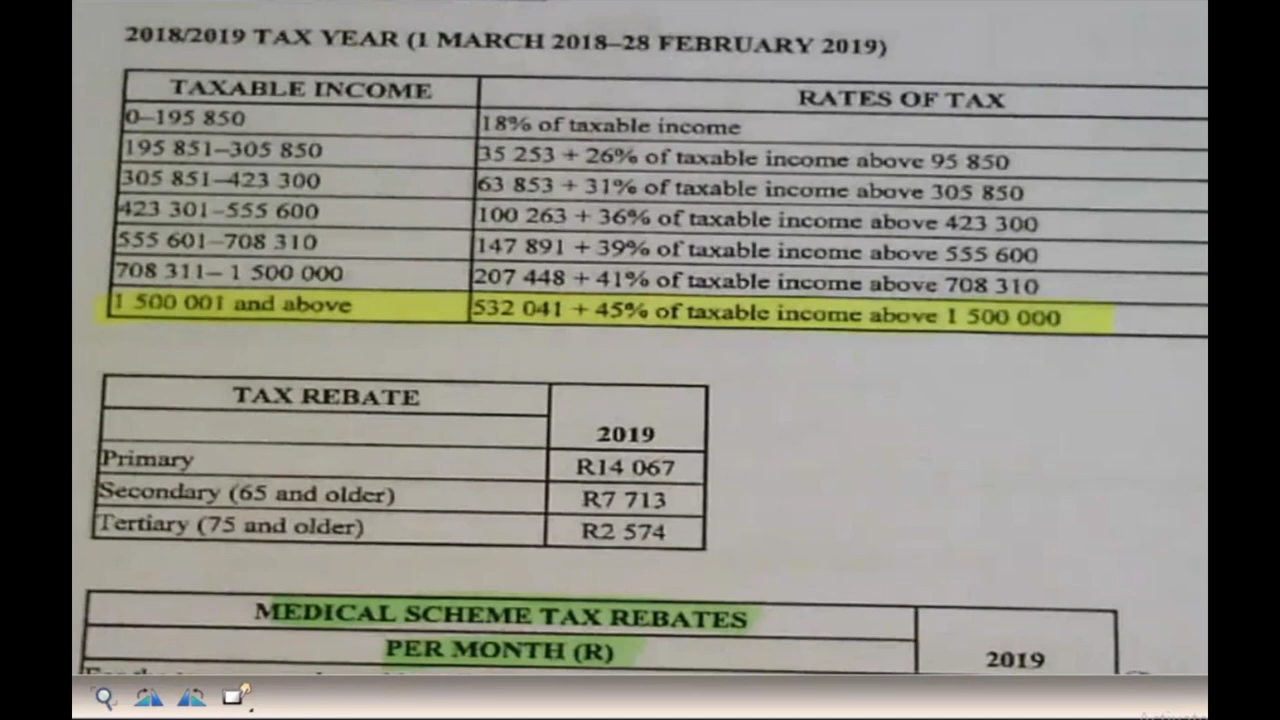 2018/2019 TAX YEAR (1 MARCH 2018–28 FEBRUARY 2019)
TAXABLE INCOME RATES OF TAX
0–195 850 18% of taxable income
195 851–305 850 35 253 + 26% of taxable income above 95 850
305 851–423 300 63 853 + 31% of taxable income above 305 850
423 301–555 600 100 263 + 36% of taxable income above 423 300
555 601–708 310 147 891 + 39% of taxable income above 555 600
708 311– 1 500 000 207 448 + 41% of taxable income above 708 310
1 500 001 and above 532 041 + 45% of taxable income above 1 500 000
TAX REBATE
2019
Primary R14 067
Secondary (65 and older) R7 713
Tertiary (75 and older) R2 574
MEDICAL SCHEME TAX REBATES
PER MONTH (R) 2019